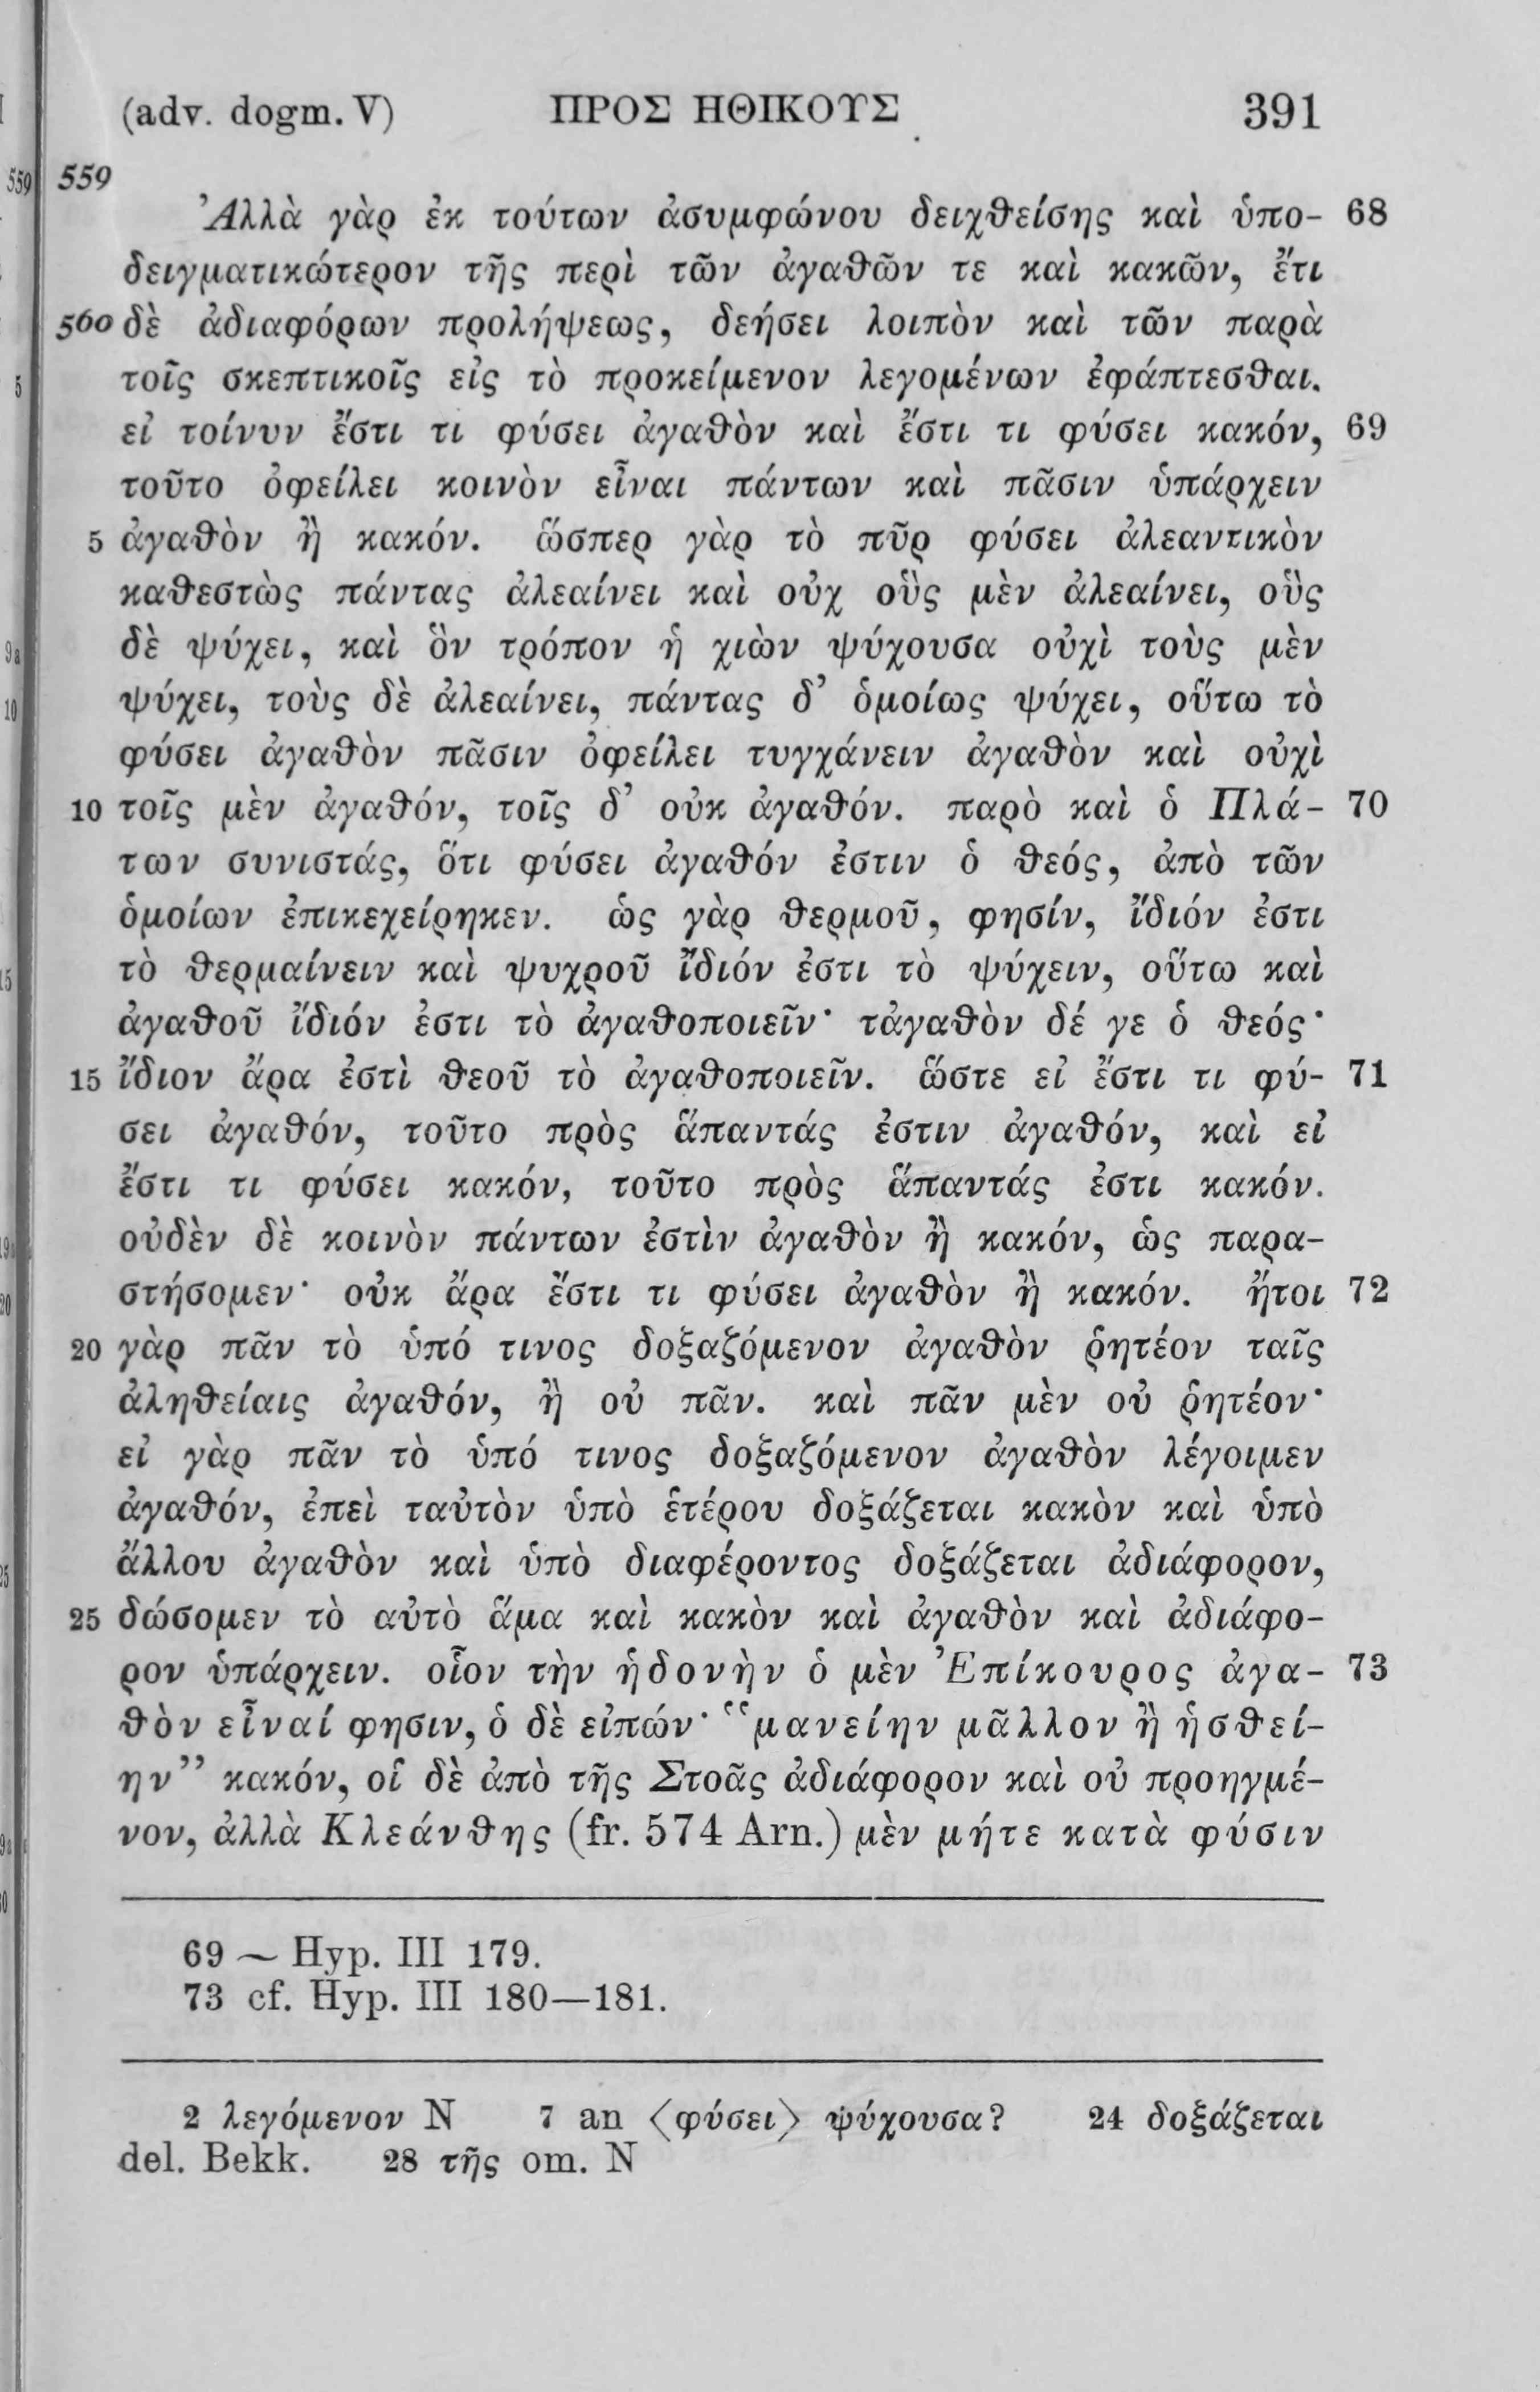 (adv. dogm. V) ΠΡΟΣ ΗΘΙΚΟΥΣ 391
559
Ἀλλὰ γὰρ ἐκ τούτων ἀσυμφώνου δειχθείσης καὶ ὑπο- 68
δειγματικώτερον τῆς περὶ τῶν ἀγαθῶν τε καὶ κακῶν, ἔτι
560 δὲ ἀδιαφόρων προλήψεως, δεήσει λοιπὸν καὶ τῶν παρὰ
τοῖς σκεπτικοῖς εἰς τὸ προκείμενον λεγομένων ἐφάπτεσθαι.
εἰ τοίνυν ἔστι τι φύσει ἀγαθὸν καὶ ἔστι τι φύσει κακόν, 69
τοῦτο ὀφείλει κοινὸν εἶναι πάντων καὶ πᾶσιν ὑπάρχειν
5 ἀγαθὸν ἢ κακόν. ὥσπερ γὰρ τὸ πῦρ φύσει ἀλεαντικὸν
καθεστὼς πάντας ἀλεαίνει καὶ οὐχ οὓς μὲν ἀλεαίνει, οὓς
δὲ ψύχει, καὶ ὃν τρόπον ἡ χιὼν ψύχουσα οὐχὶ τοὺς μὲν
ψύχει, τοὺς δὲ ἀλεαίνει, πάντας δ’ ὁμοίως ψύχει, οὕτω τὸ
φύσει ἀγαθὸν πᾶσιν ὀφείλει τυγχάνειν ἀγαθὸν καὶ οὐχὶ
10 τοῖς μὲν ἀγαθόν, τοῖς δ’ οὐκ ἀγαθόν. παρὸ καὶ ὁ Πλά- 70
των συνιστάς, ὅτι φύσει ἀγαθόν ἐστιν ὁ θεός, ἀπὸ τῶν
ὁμοίων ἐπικεχείρηκεν. ὡς γὰρ θερμοῦ, φησίν, ἴδιόν ἐστι
τὸ θερμαίνειν καὶ ψυχροῦ ἴδιόν ἐστι τὸ ψύχειν, οὕτω καὶ
ἀγαθοῦ ἴδιόν ἐστι τὸ ἀγαθοποιεῖν· τἀγαθὸν δέ γε ὁ θεός·
15 ἴδιον ἄρα ἐστὶ θεοῦ τὸ ἀγαθοποιεῖν. ὥστε εἰ ἔστι τι φύ- 71
σει ἀγαθόν, τοῦτο πρὸς ἅπαντάς ἐστιν ἀγαθόν, καὶ εἰ
ἔστι τι φύσει κακόν, τοῦτο πρὸς ἅπαντάς ἐστι κακόν.
οὐδὲν δὲ κοινὸν πάντων ἐστὶν ἀγαθὸν ἢ κακόν, ὡς παρα-
στήσομεν· οὐκ ἄρα ἔστι τι φύσει ἀγαθὸν ἢ κακόν. ἤτοι 72
20 γὰρ πᾶν τὸ ὑπό τινος δοξαζόμενον ἀγαθὸν ῥητέον ταῖς
ἀληθείαις ἀγαθόν, ἢ οὐ πᾶν. καὶ πᾶν μὲν οὐ ῥητέον·
εἰ γὰρ πᾶν τὸ ὑπό τινος δοξαζόμενον ἀγαθὸν λέγοιμεν
ἀγαθόν, ἐπεὶ ταὐτὸν ὑπὸ ἑτέρου δοξάζεται κακὸν καὶ ὑπὸ
ἄλλου ἀγαθὸν καὶ ὑπὸ διαφέροντος δοξάζεται ἀδιάφορον,
25 δώσομεν τὸ αὐτὸ ἅμα καὶ κακὸν καὶ ἀγαθὸν καὶ ἀδιάφο-
ρον ὑπάρχειν. οἷον τὴν ἡδονὴν ὁ μὲν Ἐπίκουρος ἀγα- 73
θὸν εἶναί φησιν, ὁ δὲ εἰπών· “μανείην μᾶλλον ἢ ἡσθεί-
ην” κακόν, οἱ δὲ ἀπὸ τῆς Στοᾶς ἀδιάφορον καὶ οὐ προηγμέ-
νον, ἀλλὰ Κλεάνθης (fr. 574 Arn.) μὲν μήτε κατὰ φύσιν
69 ~ Hyp. III 179.
73 cf. Hyp. III 180—181.
2 λεγόμενον N 7 an ⟨φύσει⟩ ψύχουσα? 24 δοξάζεται
del. Bekk. 28 τῆς om. N